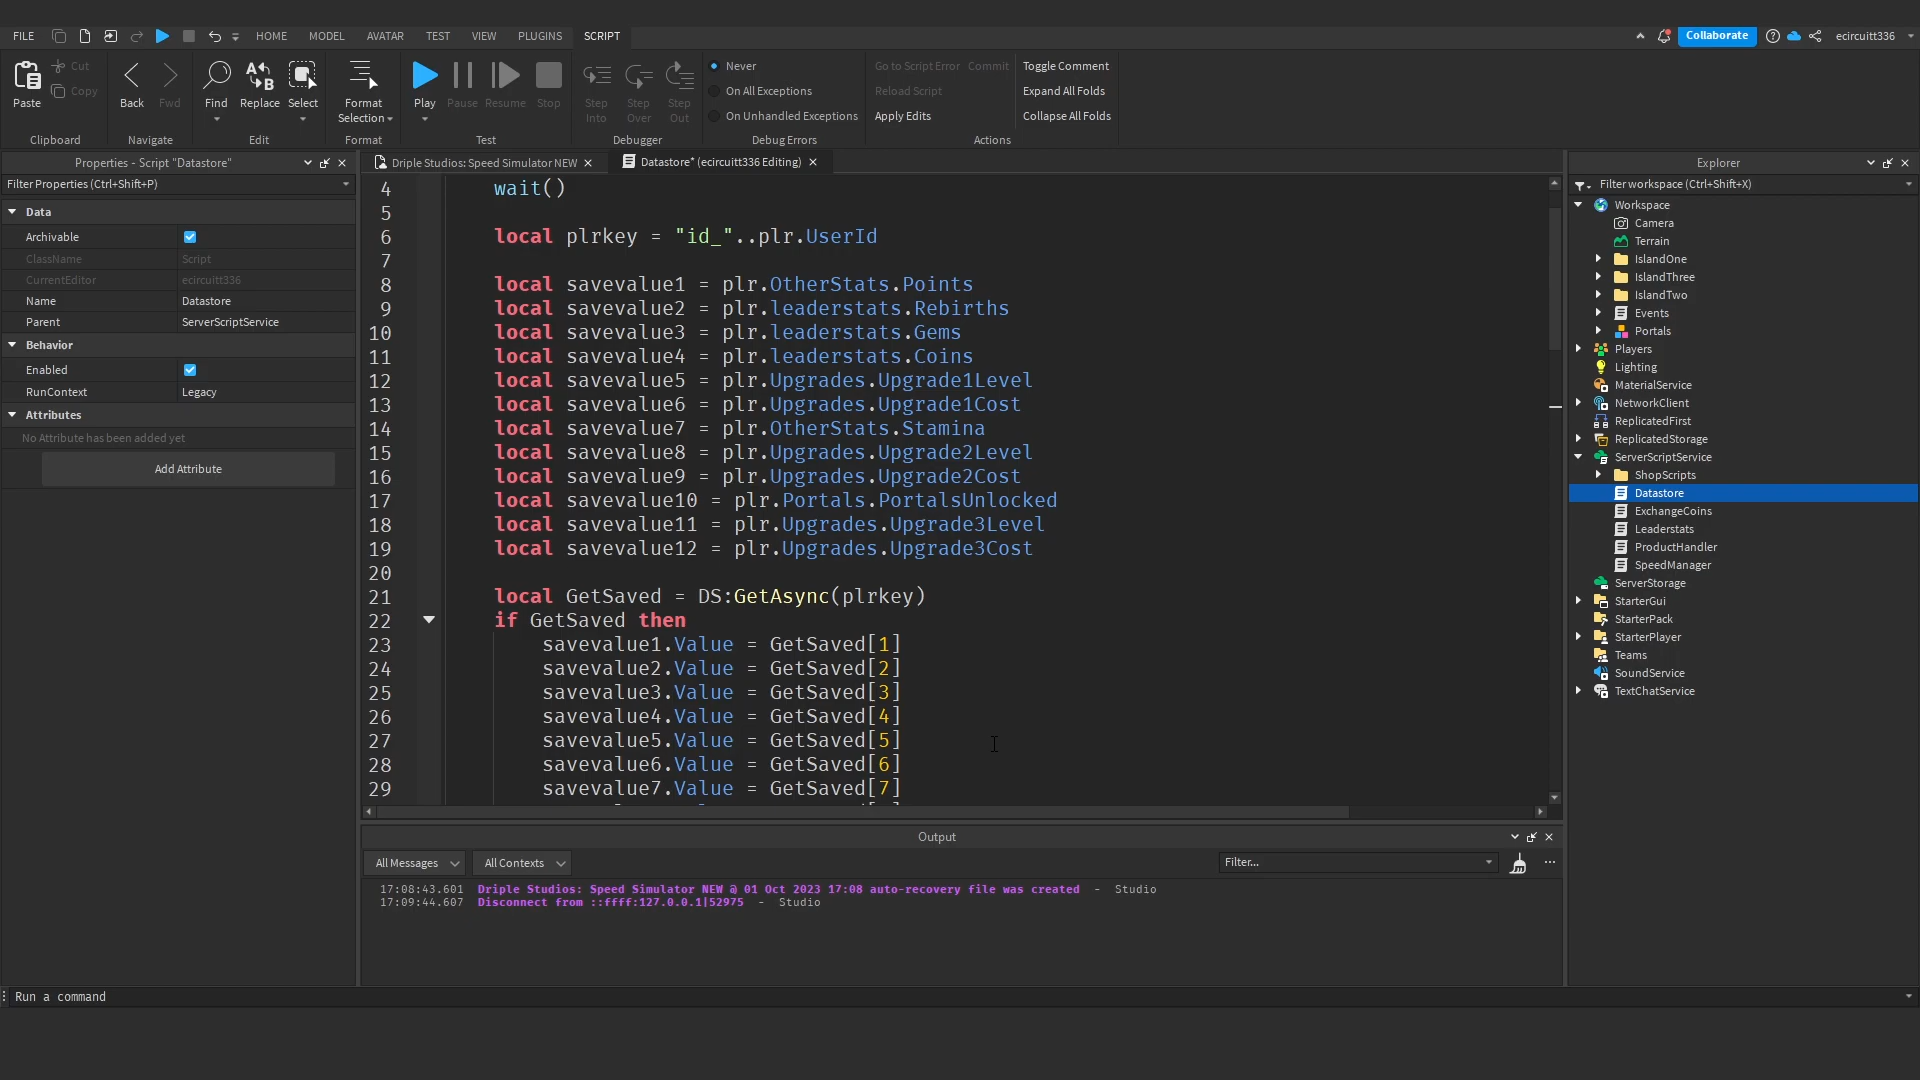 FILE HOME MODEL AVATAR TEST VIEW PLUGINS SCRIPT Collaborate ecircuitt336
Cut
Copy
Paste Back Fwd Find Replace Select Format Selection Play Pause Resume Stop Step Into Step Over Step Out
Never
On All Exceptions
On Unhandled Exceptions
Go to Script Error Commit
Reload Script
Apply Edits
Toggle Comment
Expand All Folds
Collapse All Folds
Clipboard Navigate Edit Format Test Debugger Debug Errors Actions
Properties - Script "Datastore"
Filter Properties (Ctrl+Shift+P)
Data
Archivable
ClassName Script
CurrentEditor ecircuitt336
Name Datastore
Parent ServerScriptService
Behavior
Enabled
RunContext Legacy
Attributes
No Attribute has been added yet
Add Attribute
Driple Studios: Speed Simulator NEW
Datastore* (ecircuitt336 Editing)
4 wait()
5
6 local plrkey = "id_"..plr.UserId
7
8 local savevalue1 = plr.OtherStats.Points
9 local savevalue2 = plr.leaderstats.Rebirths
10 local savevalue3 = plr.leaderstats.Gems
11 local savevalue4 = plr.leaderstats.Coins
12 local savevalue5 = plr.Upgrades.Upgrade1Level
13 local savevalue6 = plr.Upgrades.Upgrade1Cost
14 local savevalue7 = plr.OtherStats.Stamina
15 local savevalue8 = plr.Upgrades.Upgrade2Level
16 local savevalue9 = plr.Upgrades.Upgrade2Cost
17 local savevalue10 = plr.Portals.PortalsUnlocked
18 local savevalue11 = plr.Upgrades.Upgrade3Level
19 local savevalue12 = plr.Upgrades.Upgrade3Cost
20
21 local GetSaved = DS:GetAsync(plrkey)
22 if GetSaved then
23 savevalue1.Value = GetSaved[1]
24 savevalue2.Value = GetSaved[2]
25 savevalue3.Value = GetSaved[3]
26 savevalue4.Value = GetSaved[4]
27 savevalue5.Value = GetSaved[5]
28 savevalue6.Value = GetSaved[6]
29 savevalue7.Value = GetSaved[7]
Output
All Messages All Contexts Filter...
17:08:43.601 Driple Studios: Speed Simulator NEW @ 01 Oct 2023 17:08 auto-recovery file was created - Studio
17:09:44.607 Disconnect from ::ffff:127.0.0.1|52975 - Studio
Explorer
Filter workspace (Ctrl+Shift+X)
Workspace
Camera
Terrain
IslandOne
IslandThree
IslandTwo
Events
Portals
Players
Lighting
MaterialService
NetworkClient
ReplicatedFirst
ReplicatedStorage
ServerScriptService
ShopScripts
Datastore
ExchangeCoins
Leaderstats
ProductHandler
SpeedManager
ServerStorage
StarterGui
StarterPack
StarterPlayer
Teams
SoundService
TextChatService
Run a command